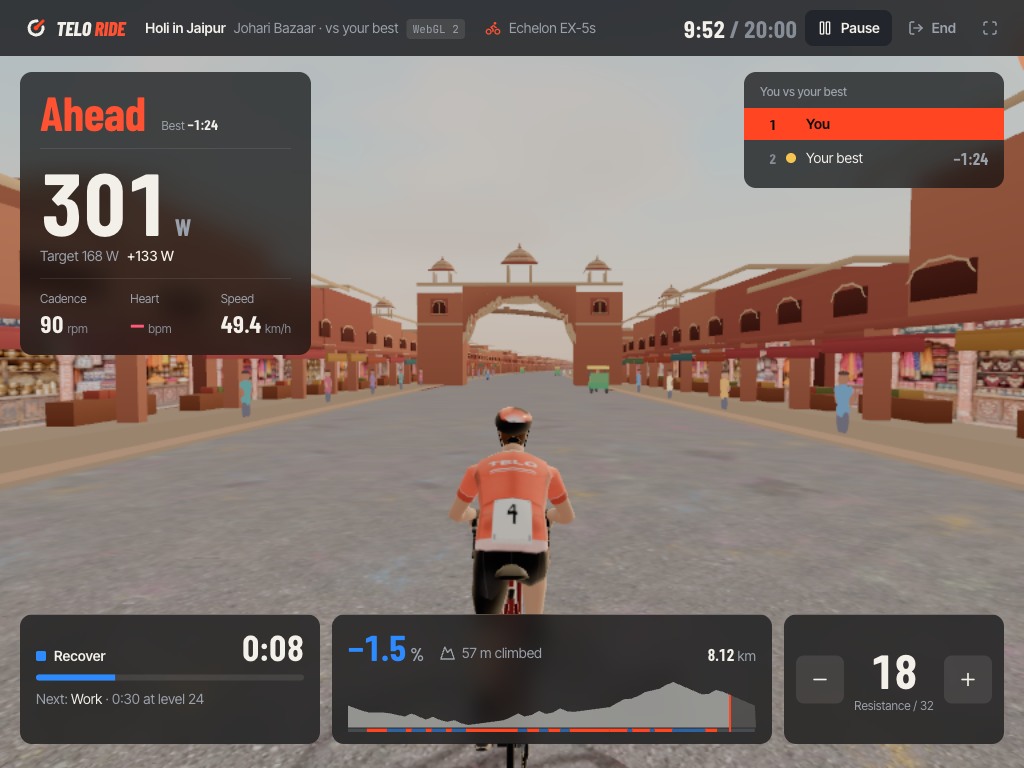 TELO RIDE Holi in Jaipur Johari Bazaar · vs your best WebGL 2 Echelon EX-5s 9:52 / 20:00 Pause End
Ahead Best −1:24
301 W
Target 168 W +133 W
Cadence Heart Speed
90 rpm – bpm 49.4 km/h
You vs your best
1 You
2 Your best −1:24
TELO
4
Recover 0:08
Next: Work · 0:30 at level 24
−1.5 % 57 m climbed 8.12 km
− 18 +
Resistance / 32